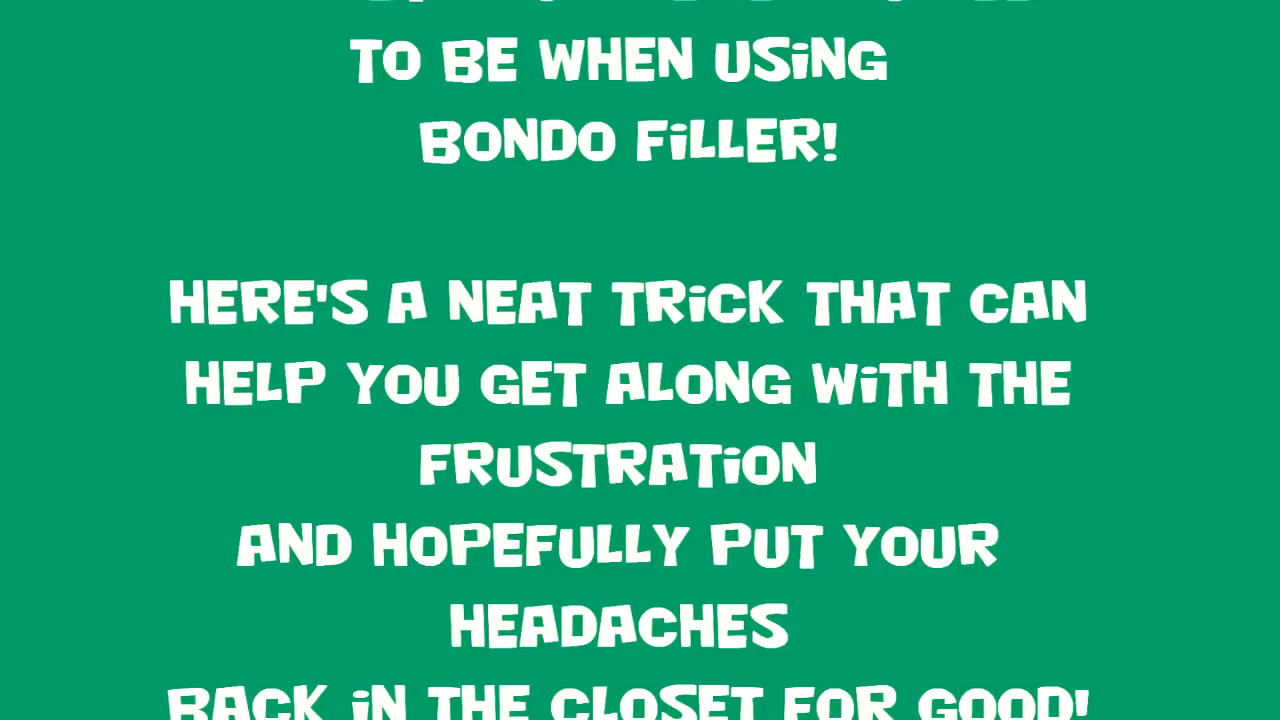 TO BE WHEN USiNG
BONDO FiLLER!
HERE'S A NEAT TRiCK THAT CAN
HELP YOU GET ALONG WiTH THE
FRUSTRATiON
AND HOPEFULLY PUT YOUR
HEADACHES
BACK iN THE CLOSET FOR GOOD!